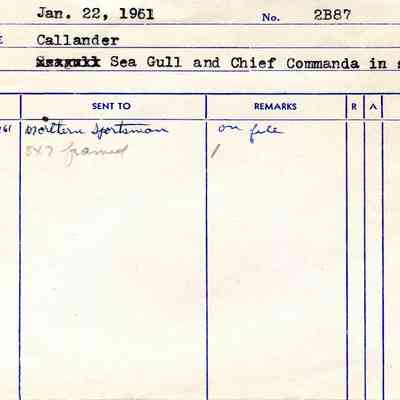 Jan. 22, 1961 No. 2B87
E Callander
Sea Gull and Chief Commanda in s
SENT TO REMARKS R A
61 Northern Sportsman on file
8x7 framed 1